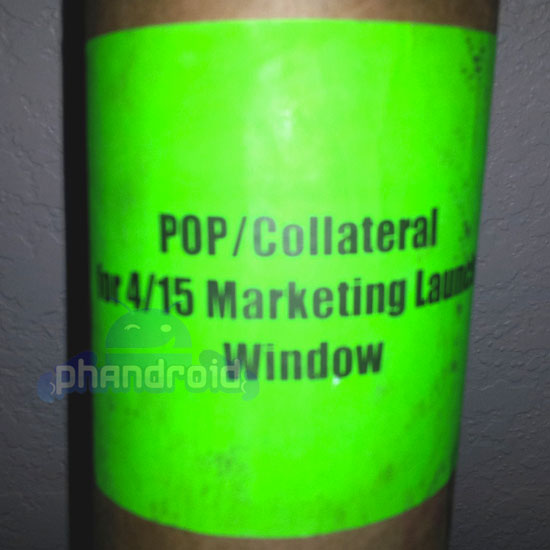 POP/Collateral
for 4/15 Marketing Launch
Window
phandroid